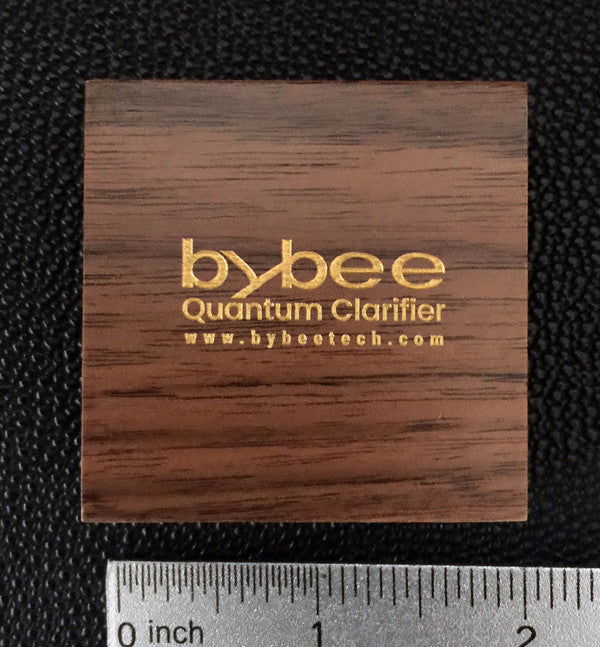 bybee
Quantum Clarifier
www.bybeetech.com
0 inch 1 2